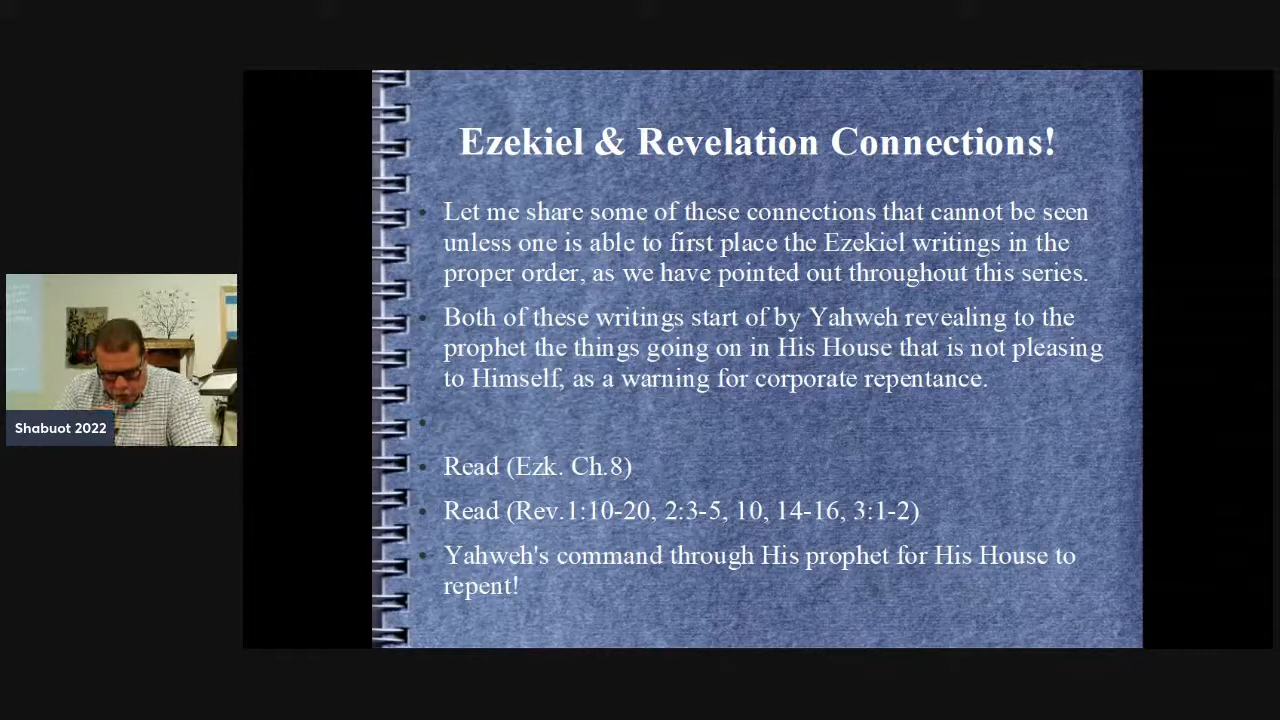 Ezekiel & Revelation Connections!
Let me share some of these connections that cannot be seen
unless one is able to first place the Ezekiel writings in the
proper order, as we have pointed out throughout this series.
Both of these writings start of by Yahweh revealing to the
prophet the things going on in His House that is not pleasing
to Himself, as a warning for corporate repentance.
Read (Ezk. Ch.8)
Read (Rev.1:10-20, 2:3-5, 10, 14-16, 3:1-2)
Yahweh's command through His prophet for His House to
repent!
Shabuot 2022